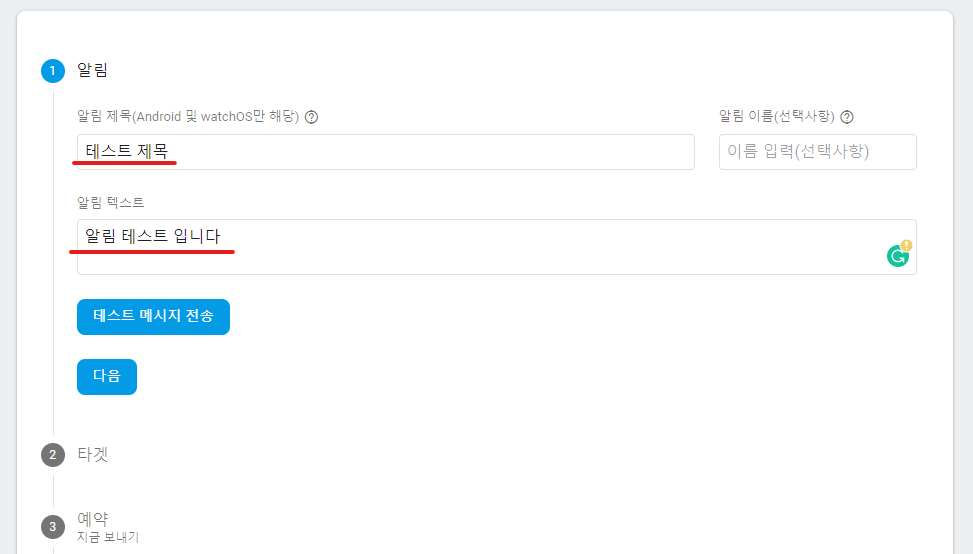 1 알림
알림 제목(Android 및 watchOS만 해당) ?
알림 이름(선택사항) ?
테스트 제목
이름 입력(선택사항)
알림 텍스트
알림 테스트 입니다
테스트 메시지 전송
다음
2 타겟
3 예약
지금 보내기